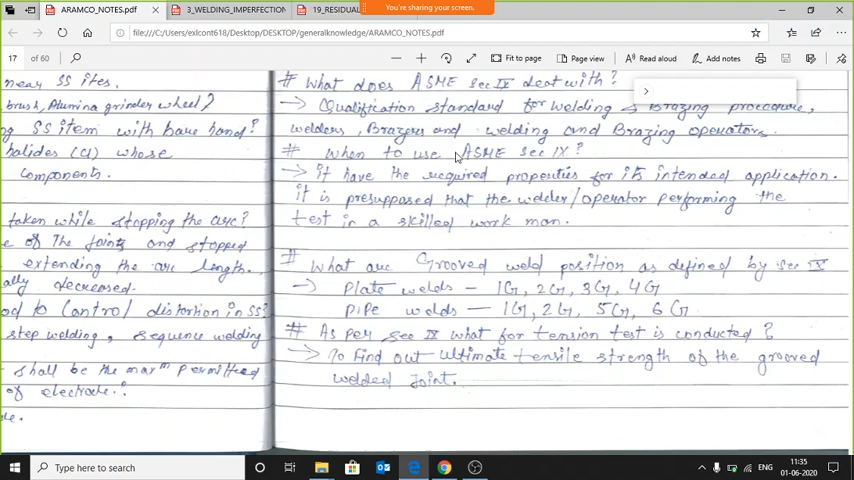 ARAMCO_NOTES.pdf
3_WELDING_IMPERFECTION
19_RESIDUAL
You're sharing your screen.
file:///C:/Users/exlcont618/Desktop/DESKTOP/generalknowledge/ARAMCO_NOTES.pdf
17 of 60
Fit to page
Page view
Read aloud
Add notes
near SS ites.
brush, Alumina grinder wheel?
ng SS item with bare hand?
halides (Cl) whose
components.
taken while stopping the arc?
e of The Joints and stopped
extending the arc length.
ally decreased.
od to Control distortion in SS?
step welding, sequence welding
shall be the max^m permitted
of electrode.
de.
# What does ASME sec IX deal with?
→ Qualification standard for welding & Brazing procedure,
welders, Brazers and welding and Brazing operators.
# When to use ASME sec IX?
→ it have the required properties for its intended application.
it is presupposed that the welder/operator performing the
test in a skilled work man.
# What are Grooved weld position as defined by sec IX
→ Plate welds - 1G, 2G, 3G, 4G
Pipe welds - 1G, 2G, 5G, 6G
# As per sec IX what for tension test is conducted?
→ To Find out ultimate tensile strength of the grooved
welded joint.
Type here to search
ENG
11:35
01-06-2020